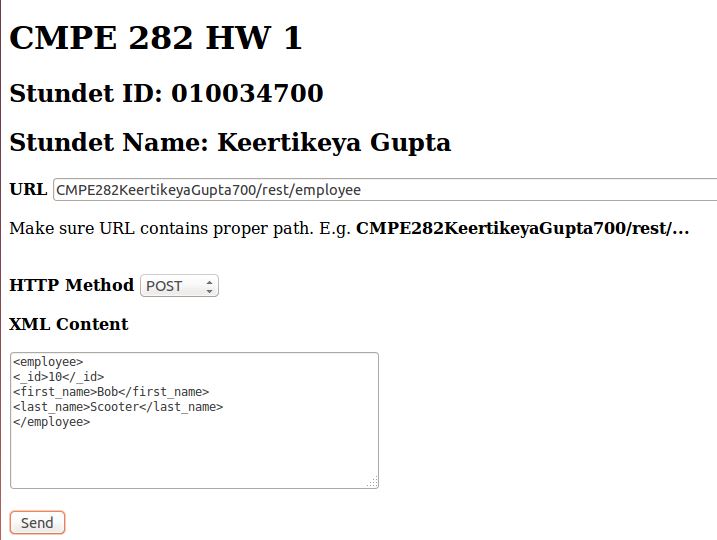 CMPE 282 HW 1
Stundet ID: 010034700
Stundet Name: Keertikeya Gupta
URL CMPE282KeertikeyaGupta700/rest/employee
Make sure URL contains proper path. E.g. CMPE282KeertikeyaGupta700/rest/...
HTTP Method POST
XML Content
<employee>
<_id>10</_id>
<first_name>Bob</first_name>
<last_name>Scooter</last_name>
</employee>
Send